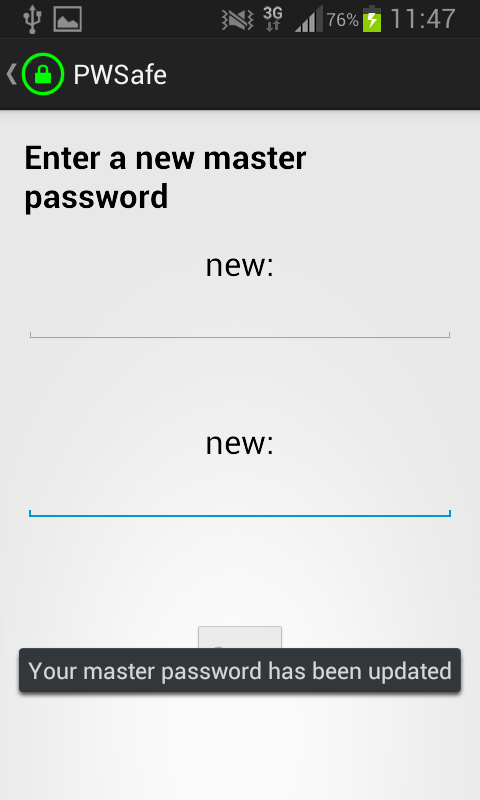 3G 76% 11:47
PWSafe
Enter a new master
password
new:
new:
Your master password has been updated